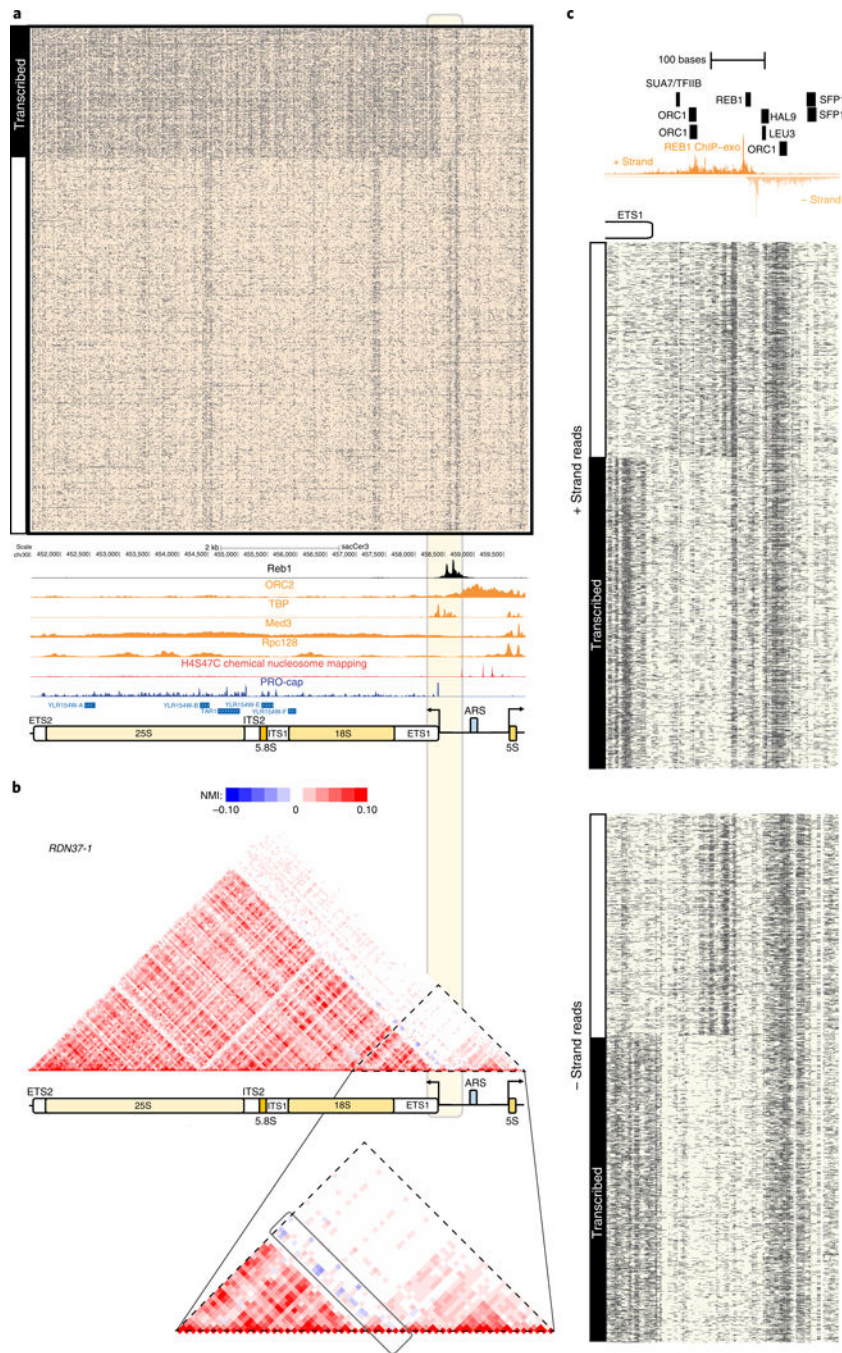 a
Transcribed
Scale
chrXII:
2 kb
sacCer3
452,000 452,500 453,000 453,500 454,000 454,500 455,000 455,500 456,000 456,500 457,000 457,500 458,000 458,500 459,000 459,500
Reb1
ORC2
TBP
Med3
Rpc128
H4S47C chemical nucleosome mapping
PRO-cap
YLR154W-A
YLR154W-B
YLR154W-E
TAR1
YLR154W-F
ETS2
25S
ITS2
5.8S
ITS1
18S
ETS1
ARS
5S
b
NMI:
−0.10
0
0.10
RDN37-1
ETS2
25S
ITS2
5.8S
ITS1
18S
ETS1
ARS
5S
c
100 bases
SUA7/TFIIB
REB1
SFP1
ORC1
HAL9
SFP1
ORC1
LEU3
REB1 ChIP-exo
ORC1
+ Strand
− Strand
ETS1
+ Strand reads
Transcribed
− Strand reads
Transcribed